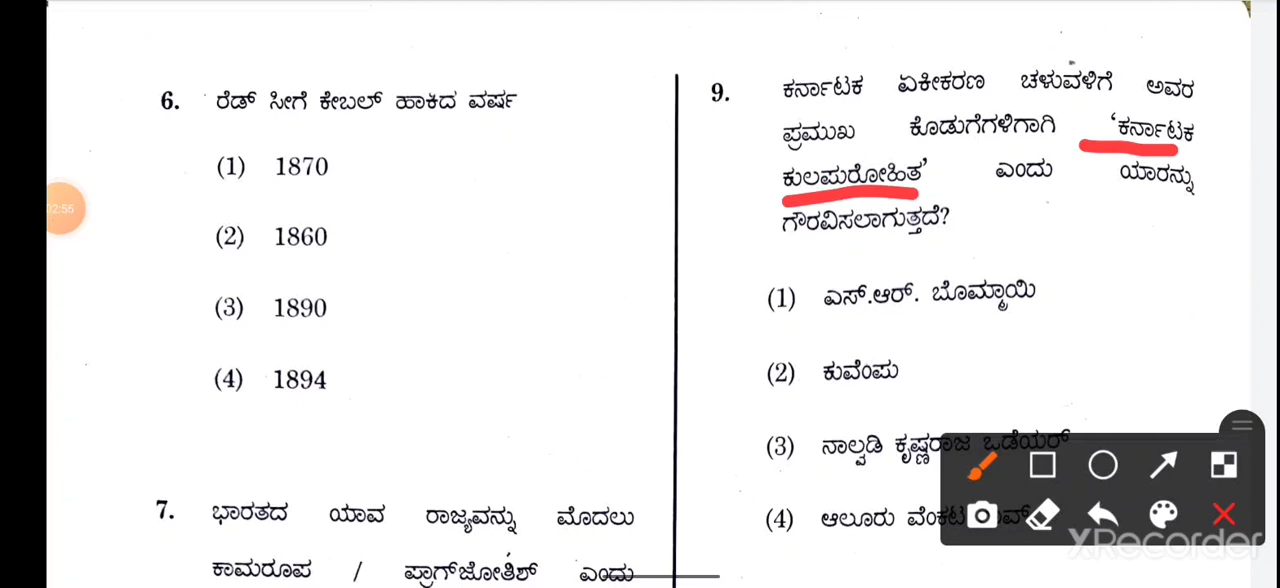 6. ರೆಡ್ ಸೀಗೆ ಕೇಬಲ್ ಹಾಕಿದ ವರ್ಷ
(1) 1870
(2) 1860
(3) 1890
(4) 1894
7. ಭಾರತದ ಯಾವ ರಾಜ್ಯವನ್ನು ಮೊದಲು
ಕಾಮರೂಪ / ಪ್ರಾಗ್‌ಜೋತಿಶ್ ಎಂದು
9. ಕರ್ನಾಟಕ ಏಕೀಕರಣ ಚಳುವಳಿಗೆ ಅವರ
ಪ್ರಮುಖ ಕೊಡುಗೆಗಳಿಗಾಗಿ ‘ಕರ್ನಾಟಕ
ಕುಲಪುರೋಹಿತ’ ಎಂದು ಯಾರನ್ನು
ಗೌರವಿಸಲಾಗುತ್ತದೆ?
(1) ಎಸ್.ಆರ್. ಬೊಮ್ಮಾಯಿ
(2) ಕುವೆಂಪು
(3) ನಾಲ್ವಡಿ ಕೃಷ್ಣರಾಜ ಒಡೆಯರ್
(4) ಆಲೂರು ವೆಂಕಟ
02:56
XRecorder